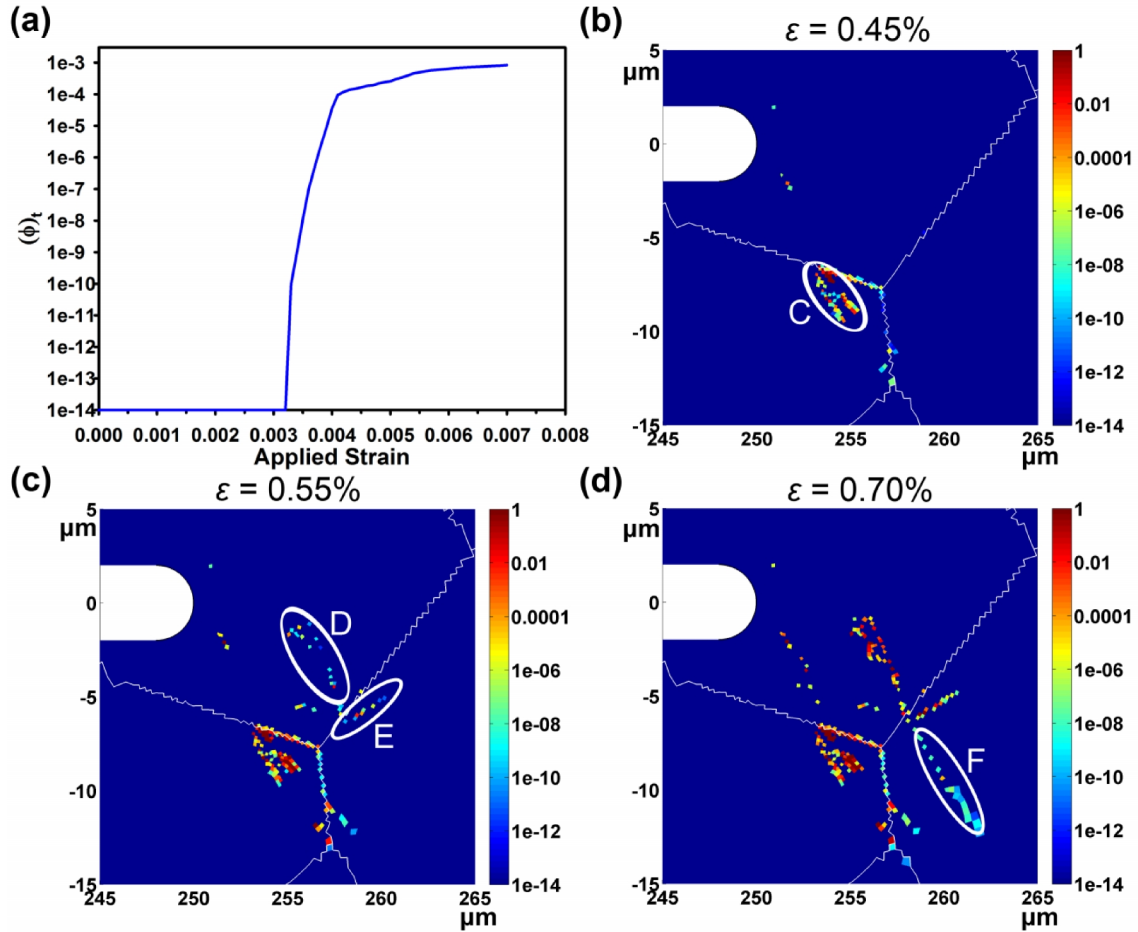 (a)
1e-3
1e-4
1e-5
1e-6
1e-7
1e-8
1e-9
1e-10
1e-11
1e-12
1e-13
1e-14
(ϕ)t
0.000 0.001 0.002 0.003 0.004 0.005 0.006 0.007 0.008
Applied Strain
(b)
ε = 0.45%
5
µm
0
-5
-10
-15
C
245 250 255 260 265
µm
1
0.01
0.0001
1e-06
1e-08
1e-10
1e-12
1e-14
(c)
ε = 0.55%
5
µm
0
-5
-10
-15
D
E
245 250 255 260 265
µm
1
0.01
0.0001
1e-06
1e-08
1e-10
1e-12
1e-14
(d)
ε = 0.70%
5
µm
0
-5
-10
-15
F
245 250 255 260 265
µm
1
0.01
0.0001
1e-06
1e-08
1e-10
1e-12
1e-14